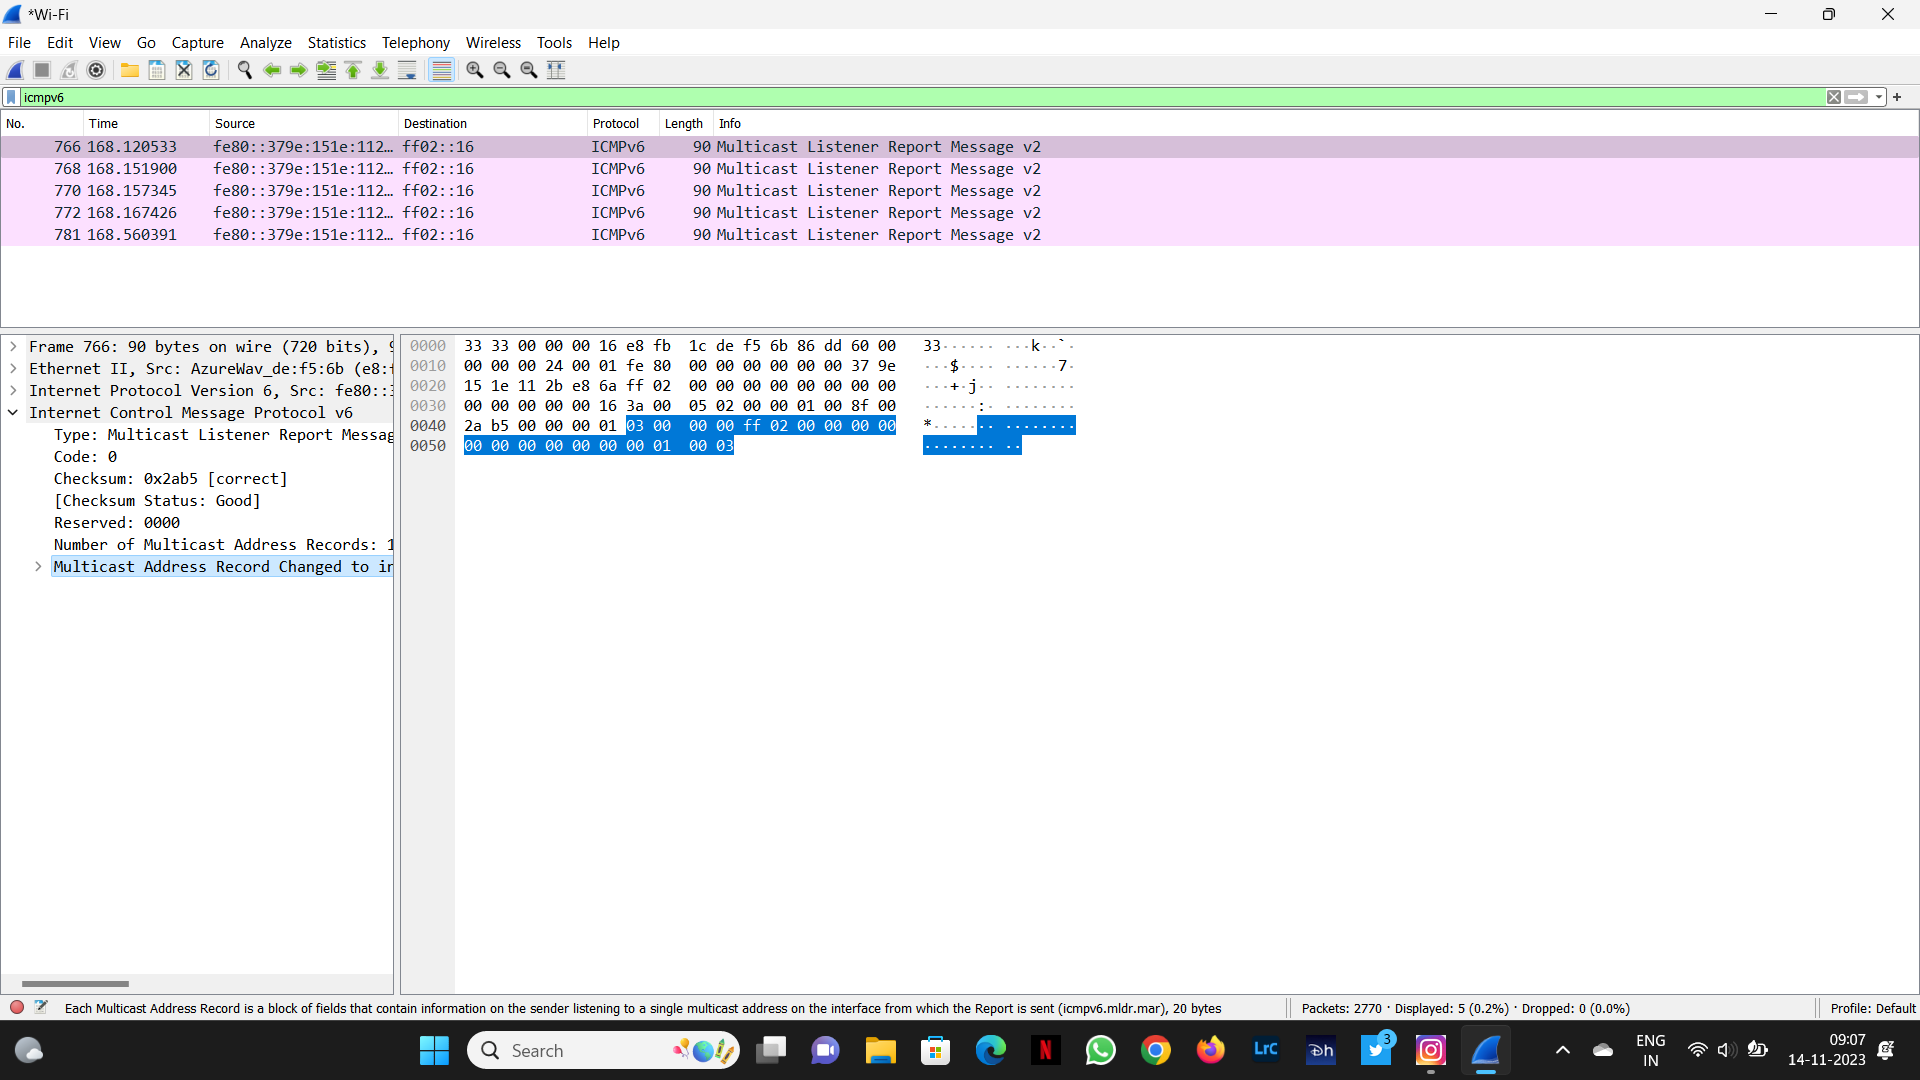 *Wi-Fi
File Edit View Go Capture Analyze Statistics Telephony Wireless Tools Help
icmpv6
No. Time Source Destination Protocol Length Info
766 168.120533 fe80::379e:151e:112… ff02::16 ICMPv6 90 Multicast Listener Report Message v2
768 168.151900 fe80::379e:151e:112… ff02::16 ICMPv6 90 Multicast Listener Report Message v2
770 168.157345 fe80::379e:151e:112… ff02::16 ICMPv6 90 Multicast Listener Report Message v2
772 168.167426 fe80::379e:151e:112… ff02::16 ICMPv6 90 Multicast Listener Report Message v2
781 168.560391 fe80::379e:151e:112… ff02::16 ICMPv6 90 Multicast Listener Report Message v2
Frame 766: 90 bytes on wire (720 bits), 9
Ethernet II, Src: AzureWav_de:f5:6b (e8:f
Internet Protocol Version 6, Src: fe80::3
Internet Control Message Protocol v6
Type: Multicast Listener Report Messag
Code: 0
Checksum: 0x2ab5 [correct]
[Checksum Status: Good]
Reserved: 0000
Number of Multicast Address Records: 1
Multicast Address Record Changed to in
0000 33 33 00 00 00 16 e8 fb 1c de f5 6b 86 dd 60 00 33······ ···k··`·
0010 00 00 00 24 00 01 fe 80 00 00 00 00 00 00 37 9e ···$···· ······7·
0020 15 1e 11 2b e8 6a ff 02 00 00 00 00 00 00 00 00 ···+·j·· ········
0030 00 00 00 00 00 16 3a 00 05 02 00 00 01 00 8f 00 ······:· ········
0040 2a b5 00 00 00 01 03 00 00 00 ff 02 00 00 00 00 *······· ········
0050 00 00 00 00 00 00 00 01 00 03 ········ ··
Each Multicast Address Record is a block of fields that contain information on the sender listening to a single multicast address on the interface from which the Report is sent (icmpv6.mldr.mar), 20 bytes
Packets: 2770 · Displayed: 5 (0.2%) · Dropped: 0 (0.0%)
Profile: Default
Search
N
LrC
Dh
3
ENG
IN
09:07
14-11-2023